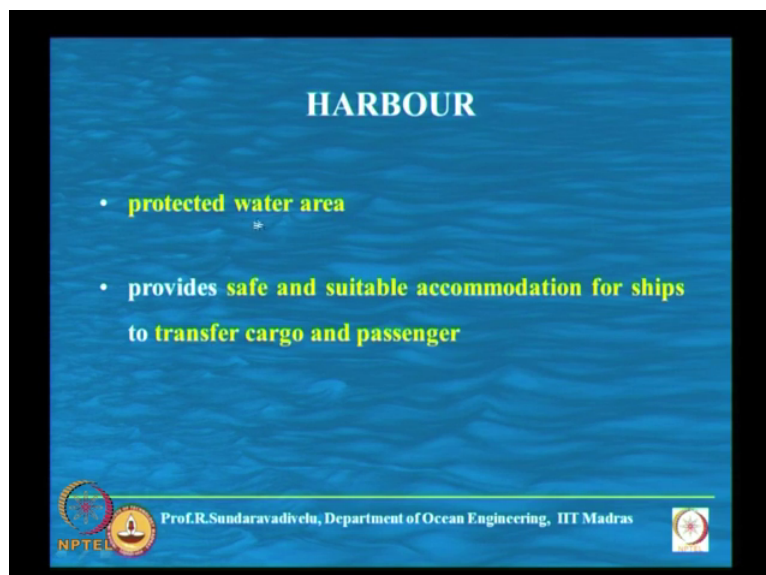 HARBOUR
• protected water area
• provides safe and suitable accommodation for ships
to transfer cargo and passenger
Prof.R.Sundaravadivelu, Department of Ocean Engineering, IIT Madras
NPTEL